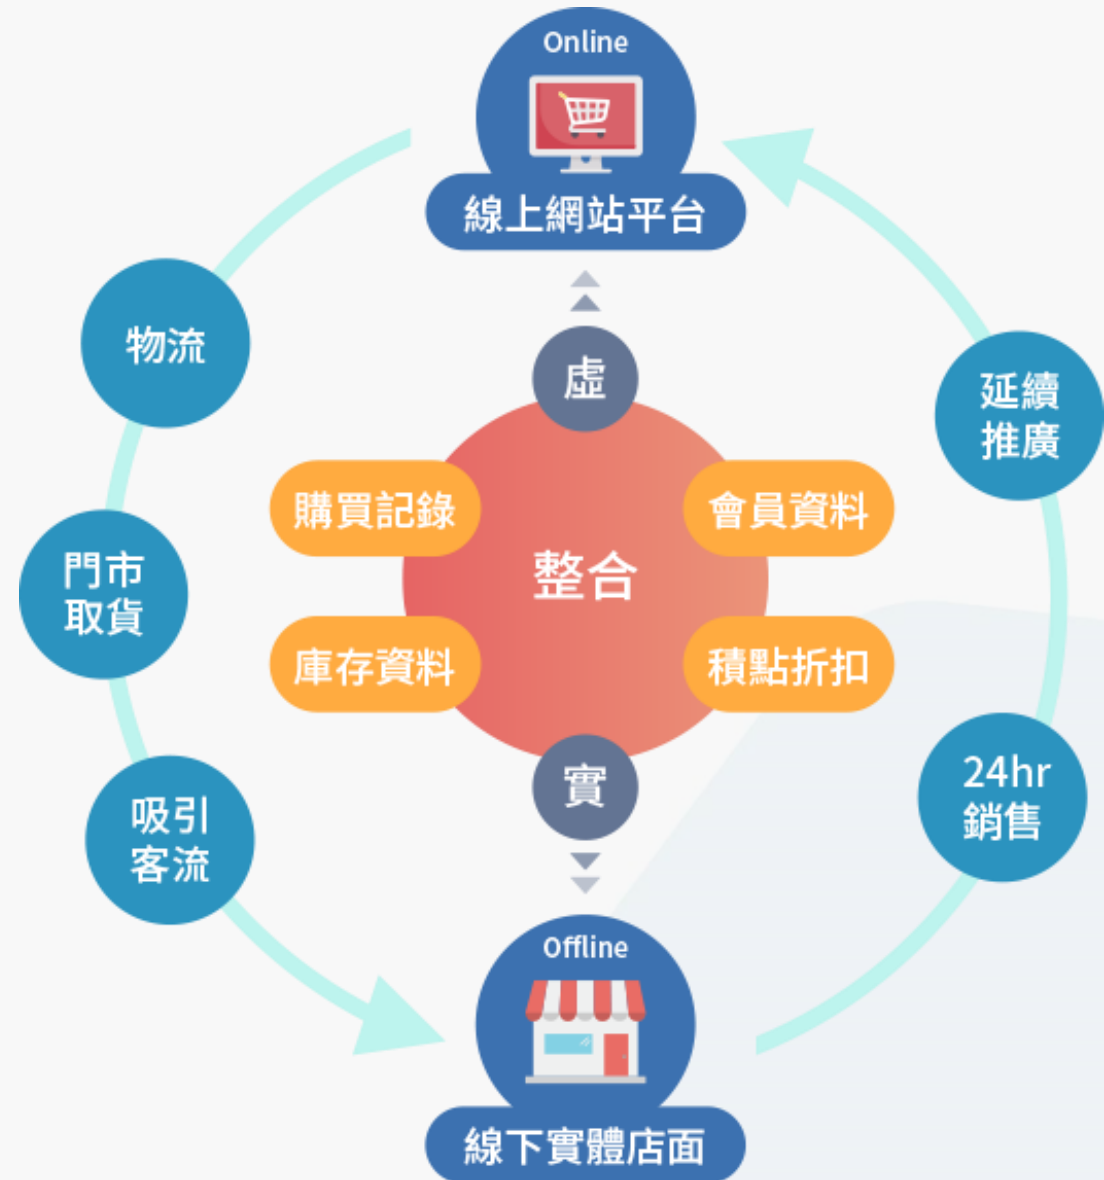 Online
線上網站平台
物流
虛
延續
推廣
購買記錄
會員資料
門市
取貨
整合
庫存資料
積點折扣
吸引
客流
實
24hr
銷售
Offline
線下實體店面